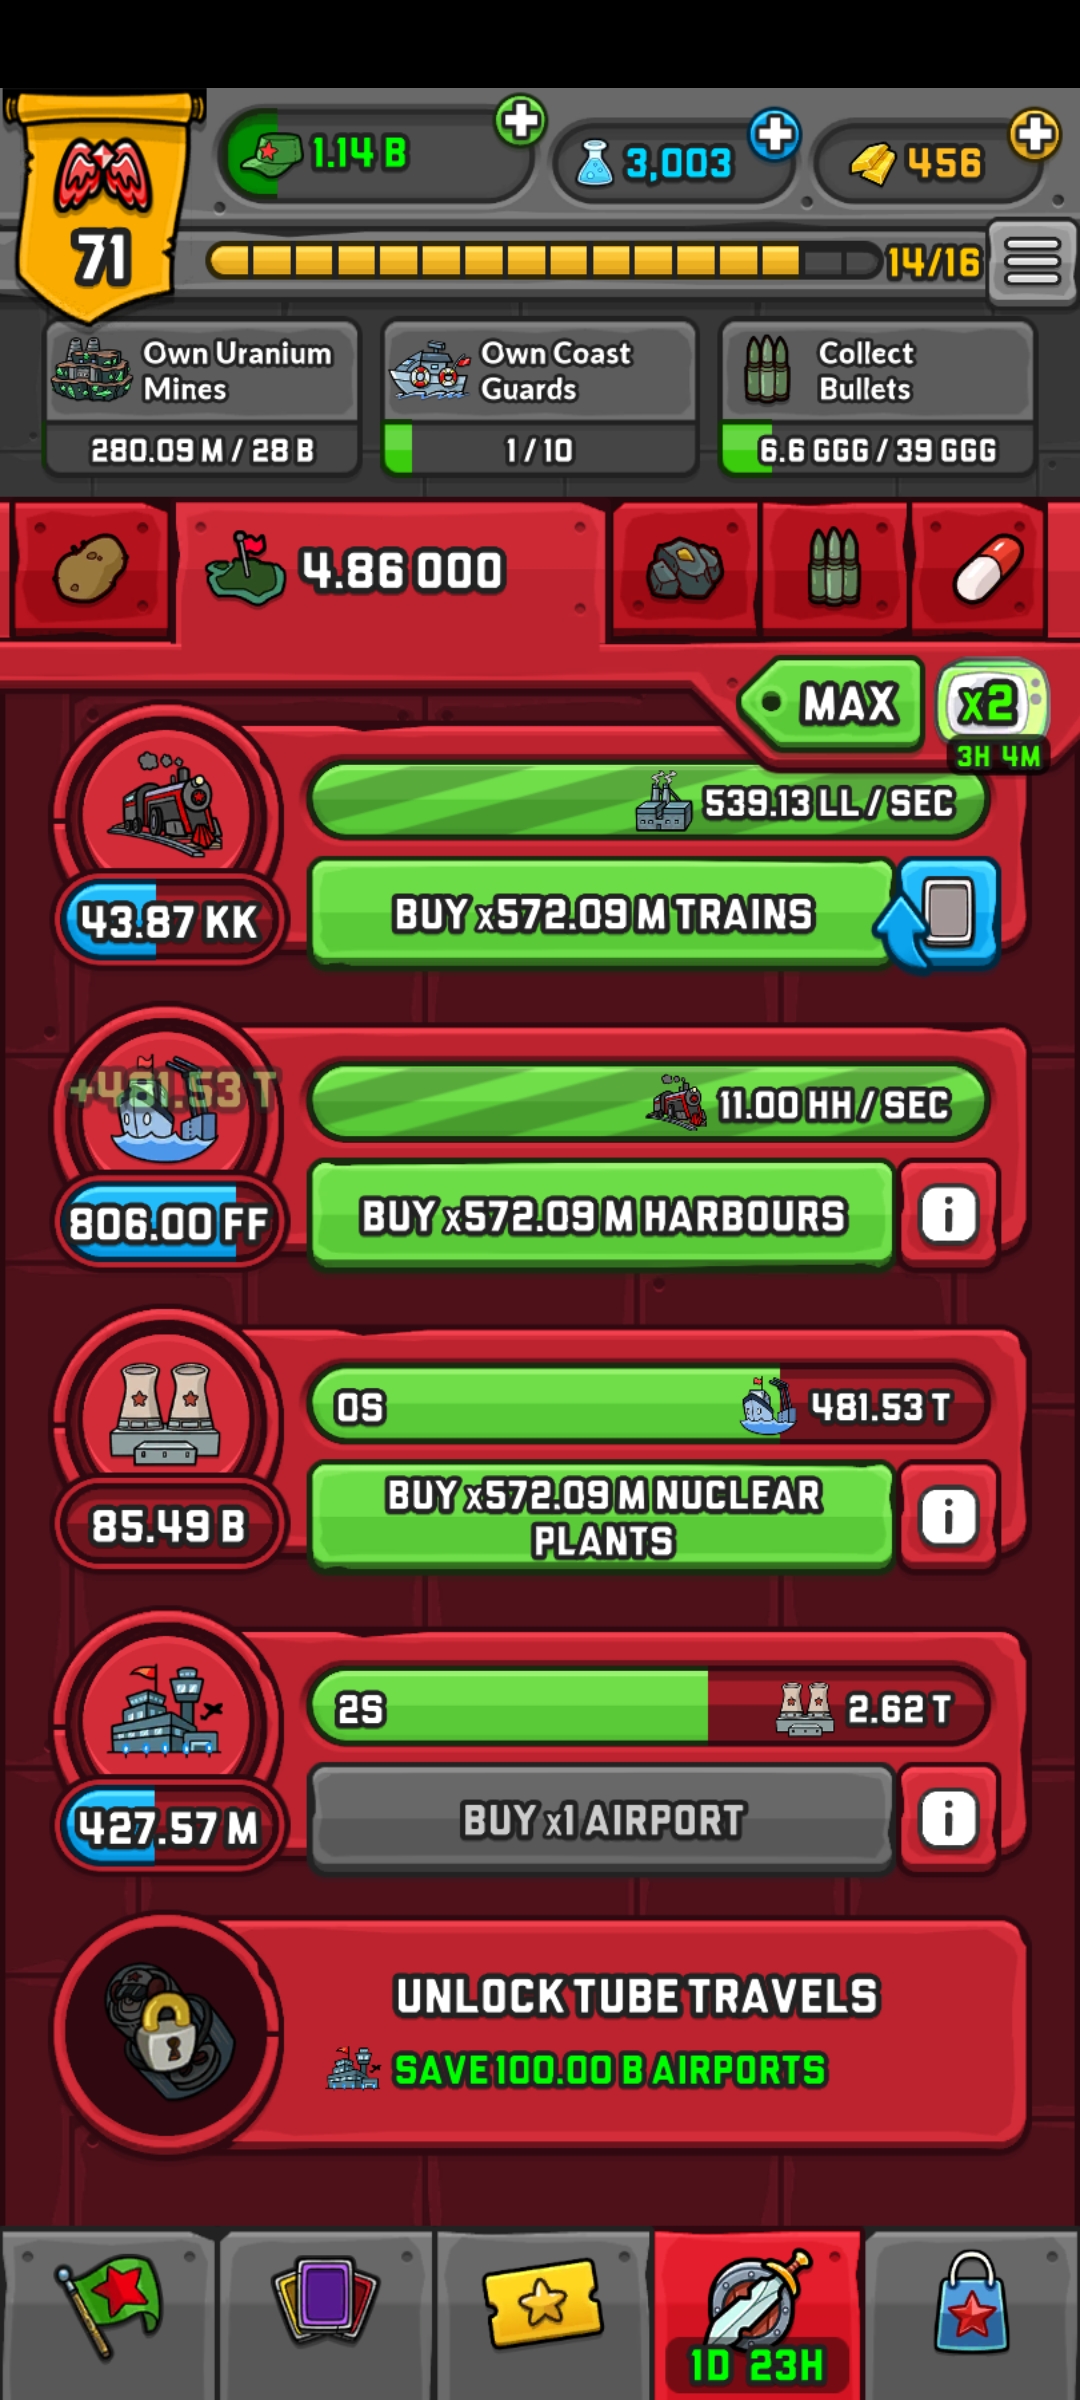 71
1.14 B
3,003
456
14/16
Own Uranium
Mines
280.09 M / 28 B
Own Coast
Guards
1 / 10
Collect
Bullets
6.6 GGG / 39 GGG
4.86 OOO
MAX
x2
3H 4M
539.13 LL / SEC
43.87 KK
BUY x572.09 M TRAINS
+481.53 T
11.00 HH / SEC
806.00 FF
BUY x572.09 M HARBOURS
0S
481.53 T
85.49 B
BUY x572.09 M NUCLEAR
PLANTS
2S
2.62 T
427.57 M
BUY x1 AIRPORT
UNLOCK TUBE TRAVELS
SAVE 100.00 B AIRPORTS
1D 23H